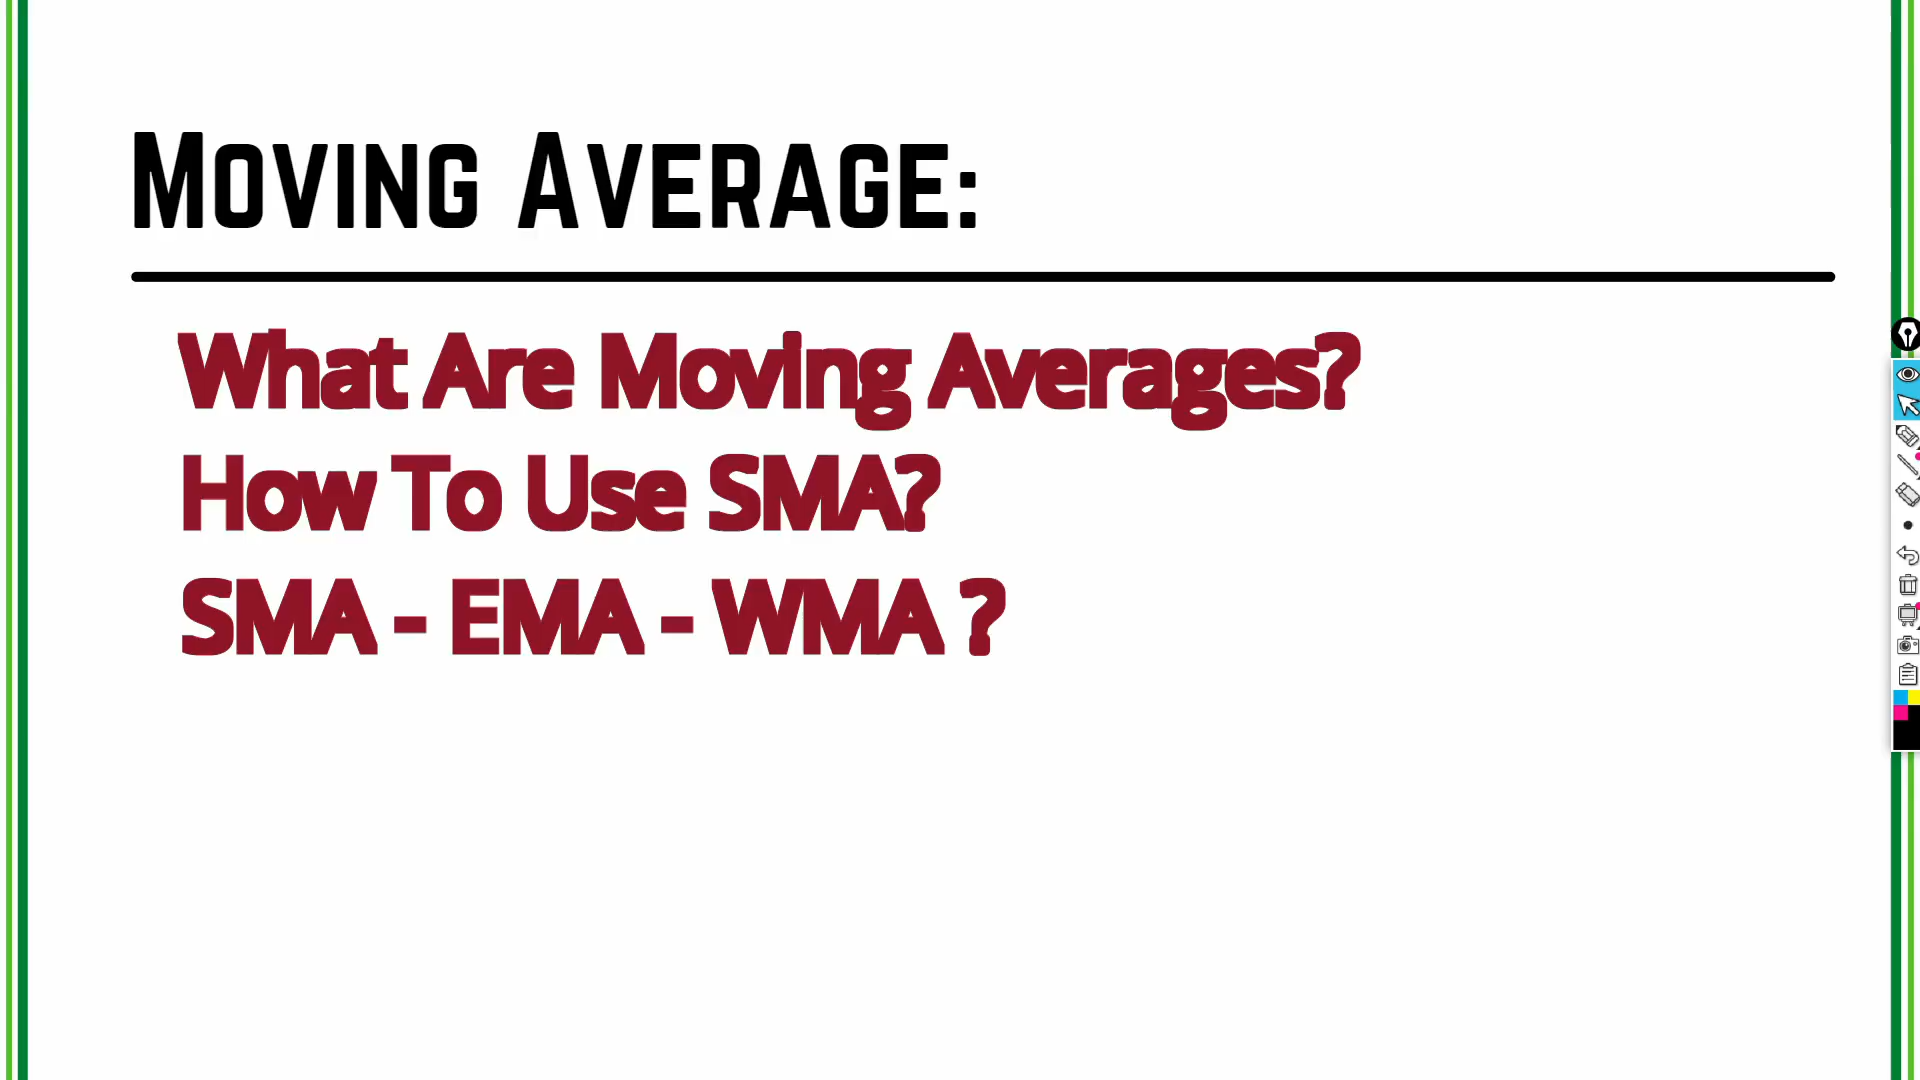 Moving Average:
What Are Moving Averages?
How To Use SMA?
SMA - EMA - WMA ?